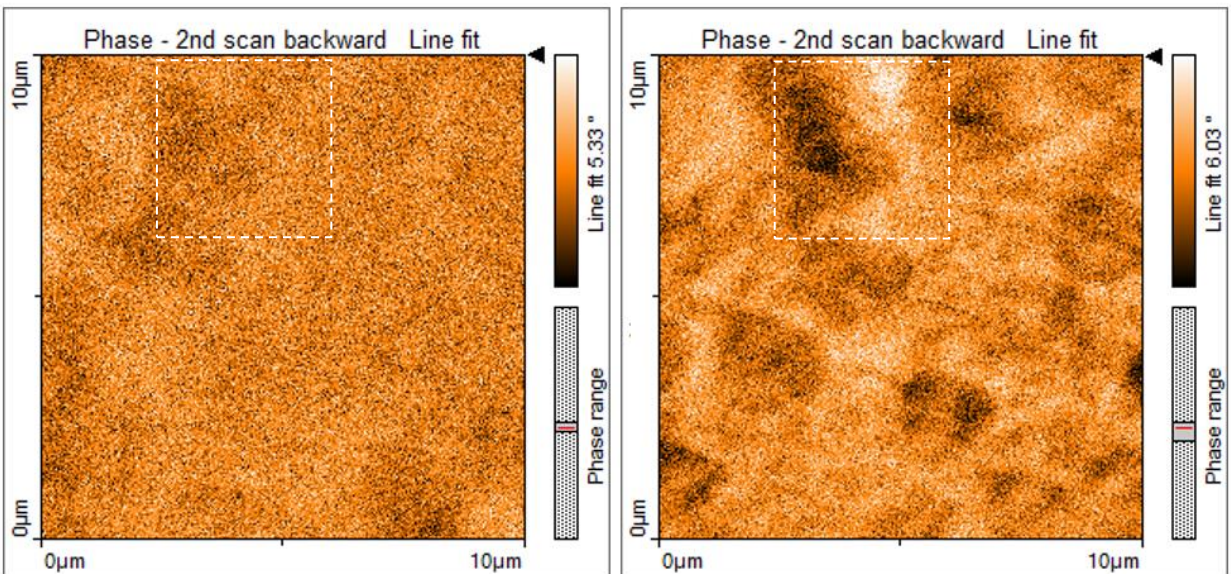 Phase - 2nd scan backward Line fit
10µm
Line fit 5.33 "
Phase range
0µm
0µm
10µm
Phase - 2nd scan backward Line fit
10µm
Line fit 6.03 "
Phase range
0µm
0µm
10µm